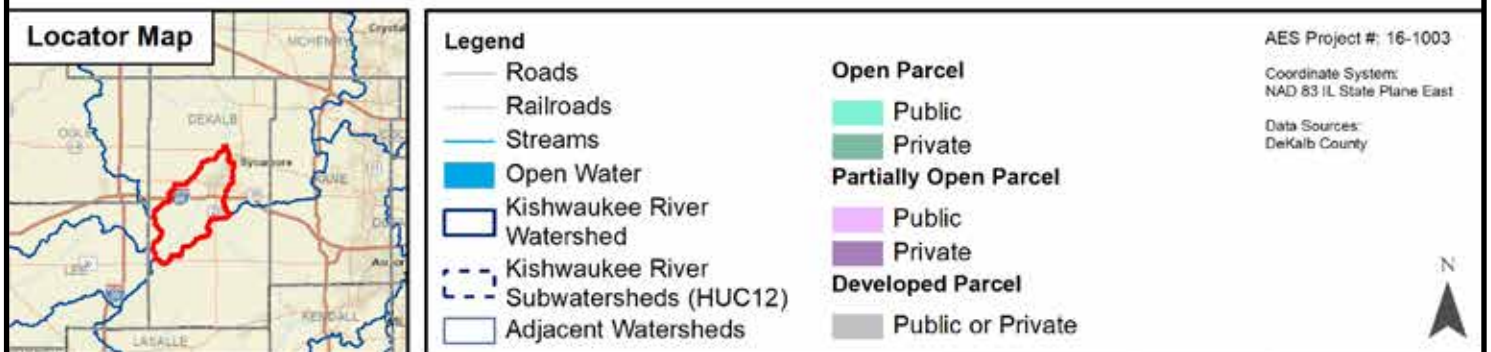 Locator Map
MCHENRY
Crystal
DEKALB
OGLE
Sycamore
KANE
LEE
KENDALL
LASALLE
Legend
Roads
Railroads
Streams
Open Water
Kishwaukee River
Watershed
Kishwaukee River
Subwatersheds (HUC12)
Adjacent Watersheds
Open Parcel
Public
Private
Partially Open Parcel
Public
Private
Developed Parcel
Public or Private
AES Project #: 16-1003
Coordinate System:
NAD 83 IL State Plane East
Data Sources:
DeKalb County
N